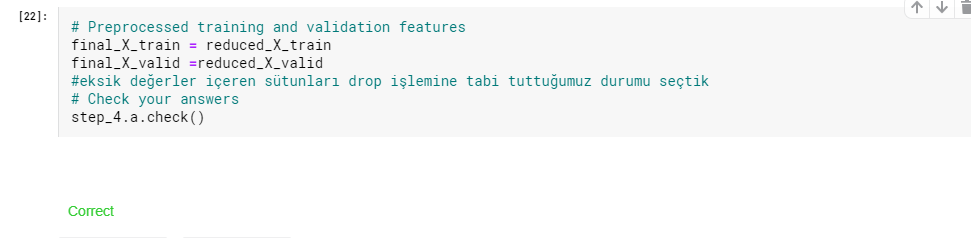 [22]:
# Preprocessed training and validation features
final_X_train = reduced_X_train
final_X_valid =reduced_X_valid
#eksik değerler içeren sütunları drop işlemine tabi tuttuğumuz durumu seçtik
# Check your answers
step_4.a.check()
Correct